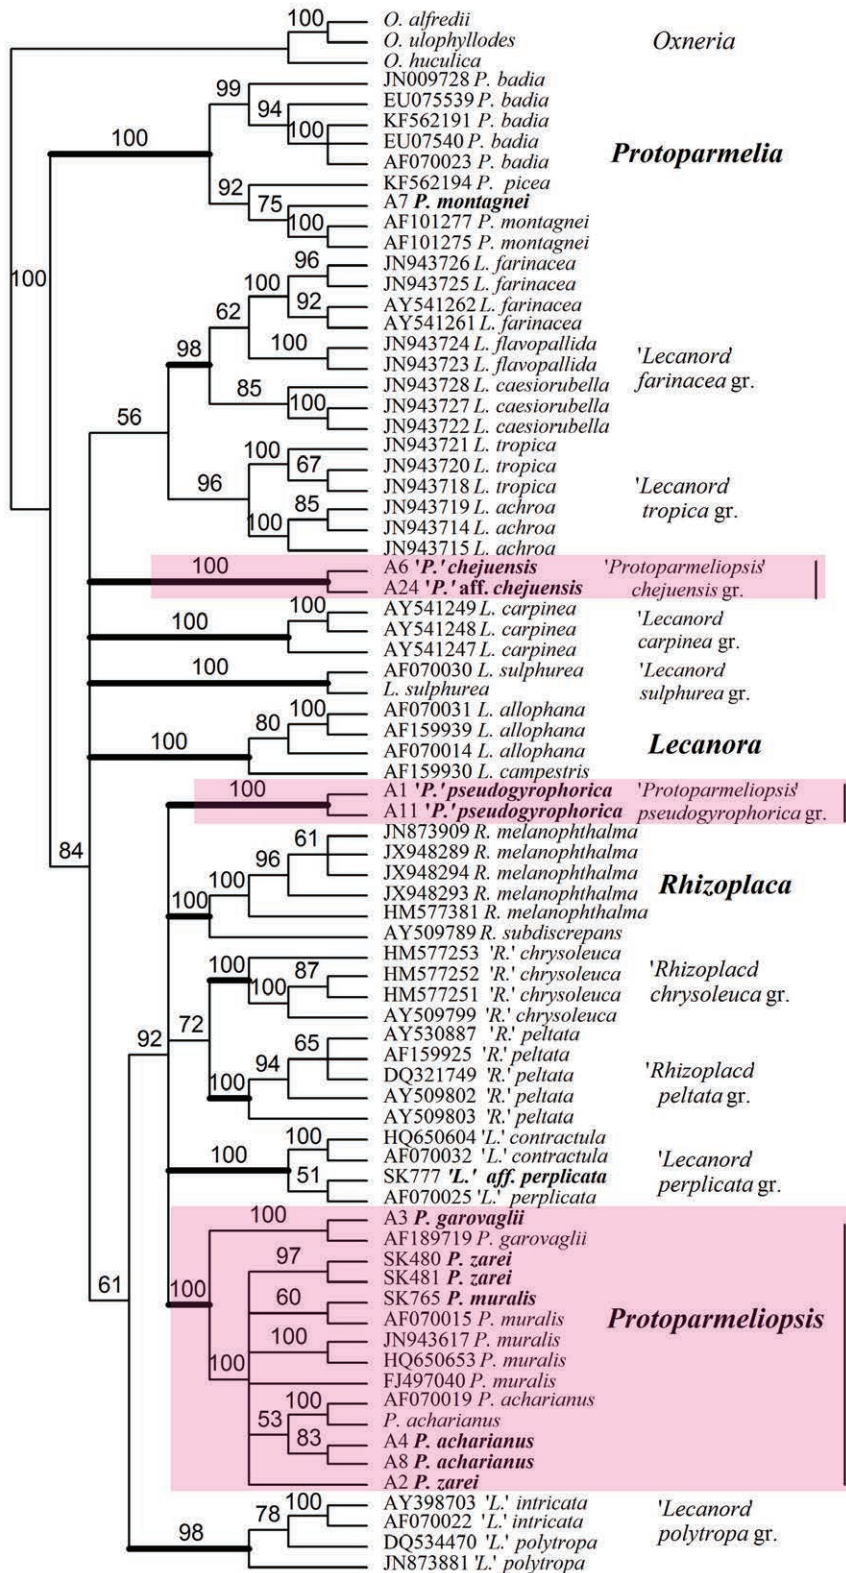 100
O. alfredii
O. ulophyllodes
O. huculica
Oxneria
99
JN009728 P. badia
EU075539 P. badia
94
KF562191 P. badia
100
EU07540 P. badia
AF070023 P. badia
100
Protoparmelia
92
KF562194 P. picea
75
A7 P. montagnei
100
AF101277 P. montagnei
AF101275 P. montagnei
100
96
JN943726 L. farinacea
100
JN943725 L. farinacea
62
92
AY541262 L. farinacea
AY541261 L. farinacea
98
100
JN943724 L. flavopallida
JN943723 L. flavopallida
'Lecanord
farinacea gr.
85
JN943728 L. caesiorubella
100
JN943727 L. caesiorubella
JN943722 L. caesiorubella
56
100
JN943721 L. tropica
67
JN943720 L. tropica
JN943718 L. tropica
96
85
JN943719 L. achroa
100
JN943714 L. achroa
JN943715 L. achroa
'Lecanord
tropica gr.
100
A6 'P.' chejuensis
A24 'P.' aff. chejuensis
'Protoparmeliopsis'
chejuensis gr.
100
100
AY541249 L. carpinea
AY541248 L. carpinea
AY541247 L. carpinea
'Lecanord
carpinea gr.
100
AF070030 L. sulphurea
L. sulphurea
'Lecanord
sulphurea gr.
100
80
100
AF070031 L. allophana
AF159939 L. allophana
AF070014 L. allophana
AF159930 L. campestris
Lecanora
100
A1 'P.' pseudogyrophorica
A11 'P.' pseudogyrophorica
'Protoparmeliopsis'
pseudogyrophorica gr.
84
61
JN873909 R. melanophthalma
96
JX948289 R. melanophthalma
100
JX948294 R. melanophthalma
JX948293 R. melanophthalma
100
HM577381 R. melanophthalma
AY509789 R. subdiscrepans
Rhizoplaca
100
HM577253 'R.' chrysoleuca
87
HM577252 'R.' chrysoleuca
100
HM577251 'R.' chrysoleuca
AY509799 'R.' chrysoleuca
'Rhizoplacd
chrysoleuca gr.
92
72
65
AY530887 'R.' peltata
94
AF159925 'R.' peltata
DQ321749 'R.' peltata
100
AY509802 'R.' peltata
AY509803 'R.' peltata
'Rhizoplacd
peltata gr.
100
100
HQ650604 'L.' contractula
AF070032 'L.' contractula
51
SK777 'L.' aff. perplicata
AF070025 'L.' perplicata
'Lecanord
perplicata gr.
100
A3 P. garovaglii
AF189719 P. garovaglii
97
SK480 P. zarei
SK481 P. zarei
61
100
60
SK765 P. muralis
AF070015 P. muralis
Protoparmeliopsis
100
JN943617 P. muralis
100
HQ650653 P. muralis
FJ497040 P. muralis
53
100
AF070019 P. acharianus
P. acharianus
83
A4 P. acharianus
A8 P. acharianus
A2 P. zarei
98
78
100
AY398703 'L.' intricata
AF070022 'L.' intricata
DQ534470 'L.' polytropa
JN873881 'L.' polytropa
'Lecanord
polytropa gr.